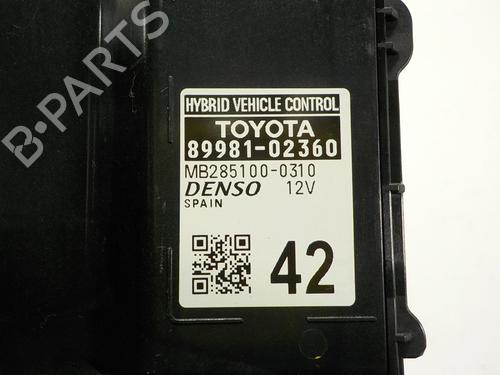 HYBRID VEHICLE CONTROL
TOYOTA
89981-02360
MB285100-0310
DENSO 12V
SPAIN
42
B-PARTS